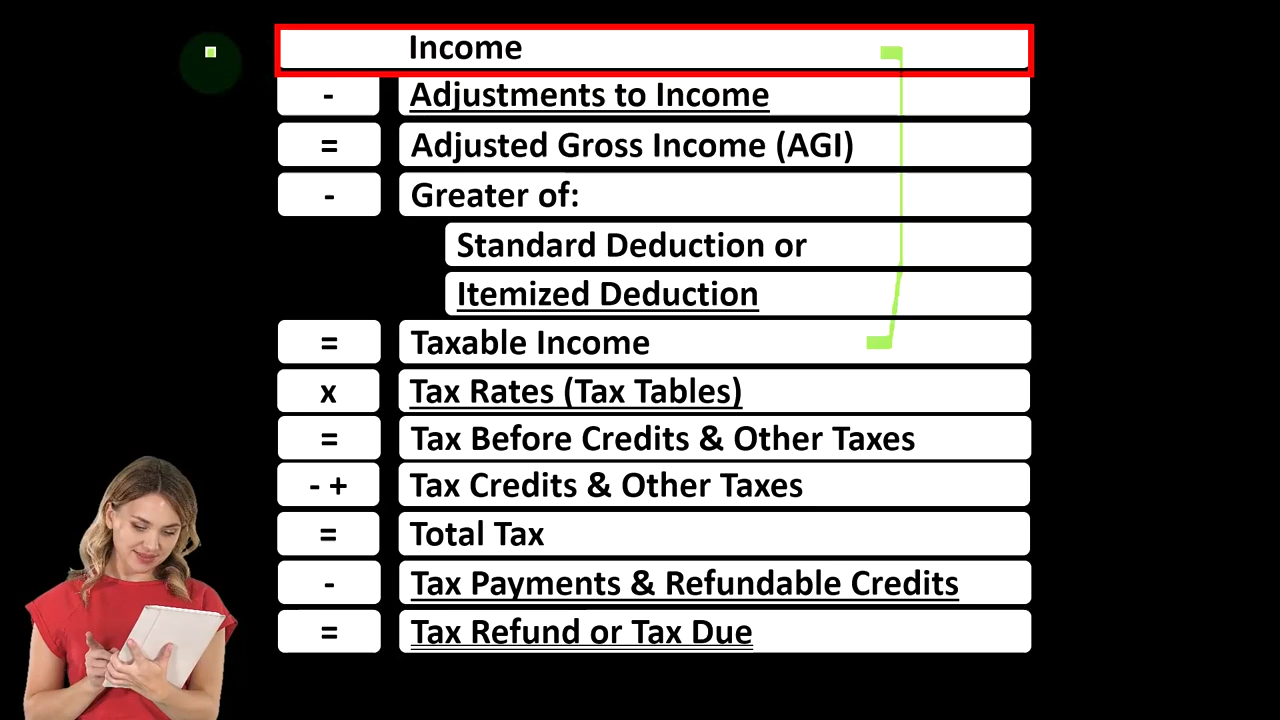 Income
- Adjustments to Income
= Adjusted Gross Income (AGI)
- Greater of:
Standard Deduction or
Itemized Deduction
= Taxable Income
x Tax Rates (Tax Tables)
= Tax Before Credits & Other Taxes
- + Tax Credits & Other Taxes
= Total Tax
- Tax Payments & Refundable Credits
= Tax Refund or Tax Due